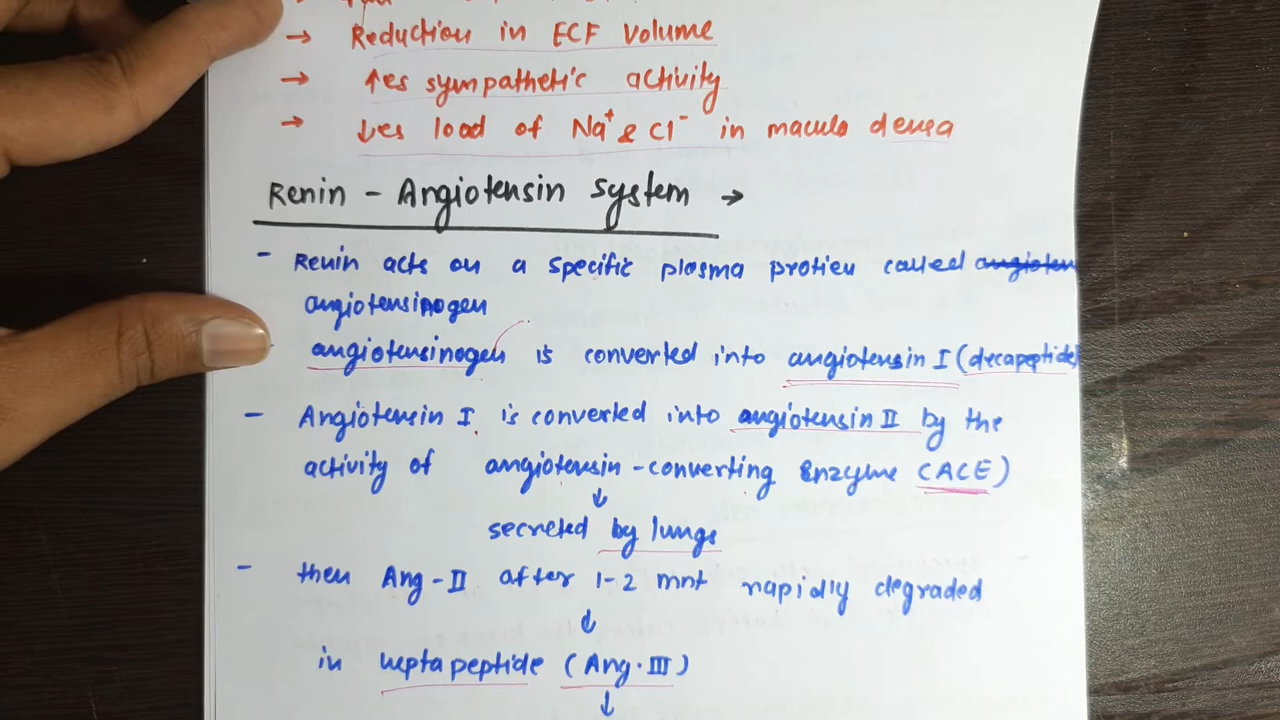 → Reduction in ECF Volume
→ ↑es sympathetic activity
→ ↓es load of Na⁺ & Cl⁻ in macula densa
Renin - Angiotensin system →
- Renin acts on a specific plasma protien called angioten
angiotensinogen
angiotensinogen is converted into angiotensin I (decapeptide)
- Angiotensin I is converted into angiotensin II by the
activity of angiotensin-converting Enzyme (ACE)
↓
secreted by lungs
- then Ang-II after 1-2 mnt rapidly degraded
↓
in heptapeptide (Ang.III)
↓